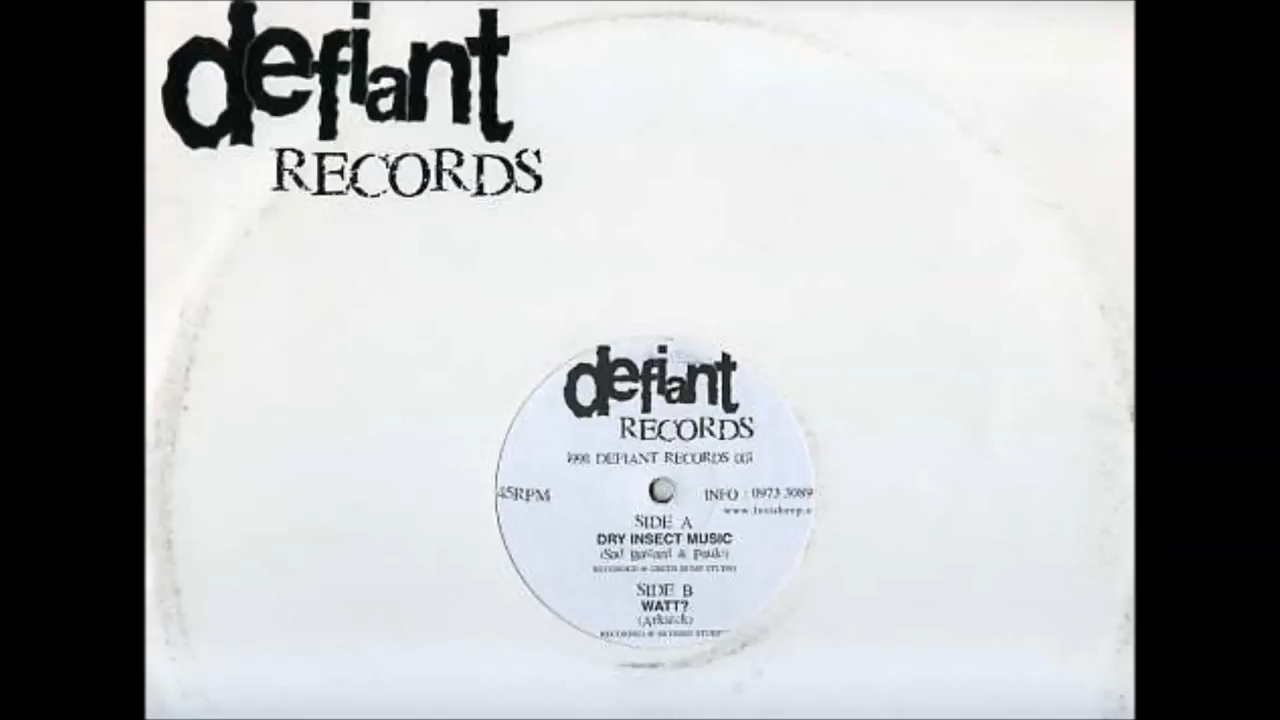 defiant
RECORDS
defiant
RECORDS
1998 DEFIANT RECORDS 003
45RPM
INFO : 0973 3089
SIDE A
DRY INSECT MUSIC
SIDE B
WATT?